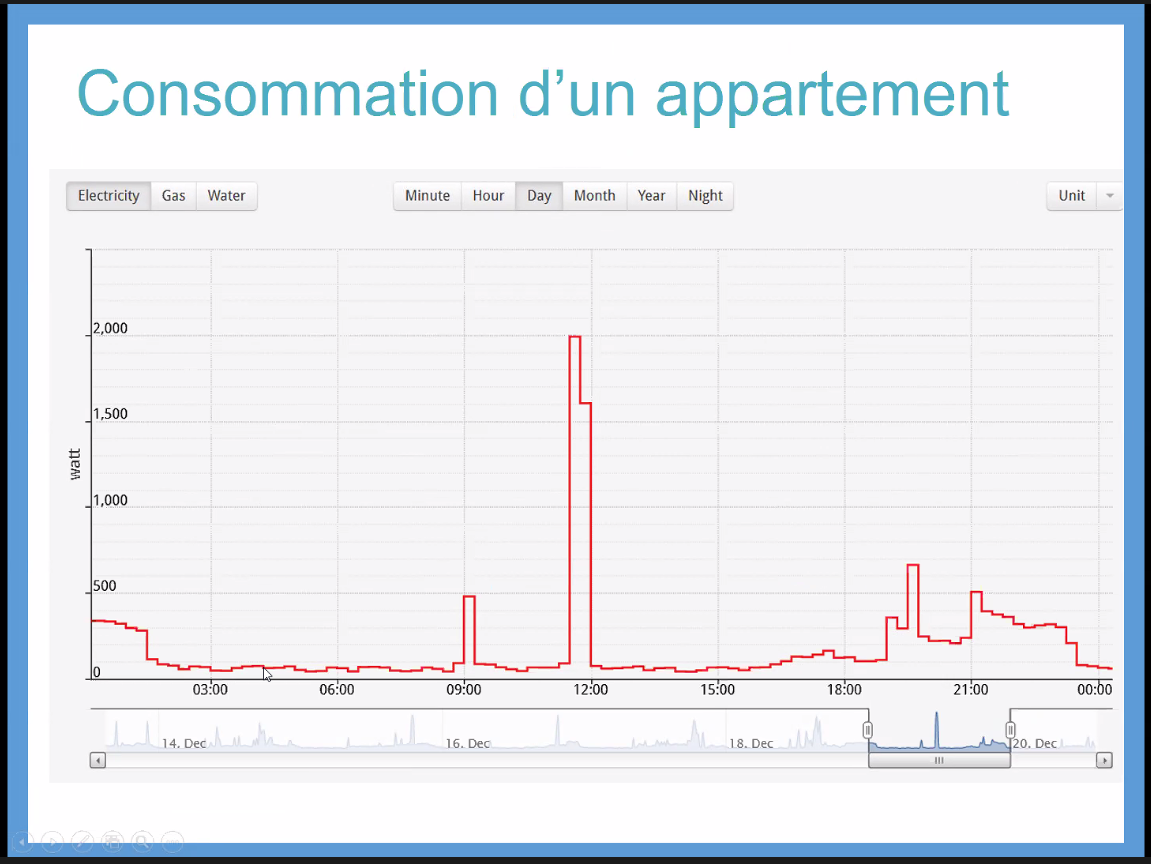 Consommation d’un appartement
Electricity Gas Water Minute Hour Day Month Year Night Unit
2,000
1,500
watt
1,000
500
0
03:00 06:00 09:00 12:00 15:00 18:00 21:00 00:00
14. Dec 16. Dec 18. Dec 20. Dec